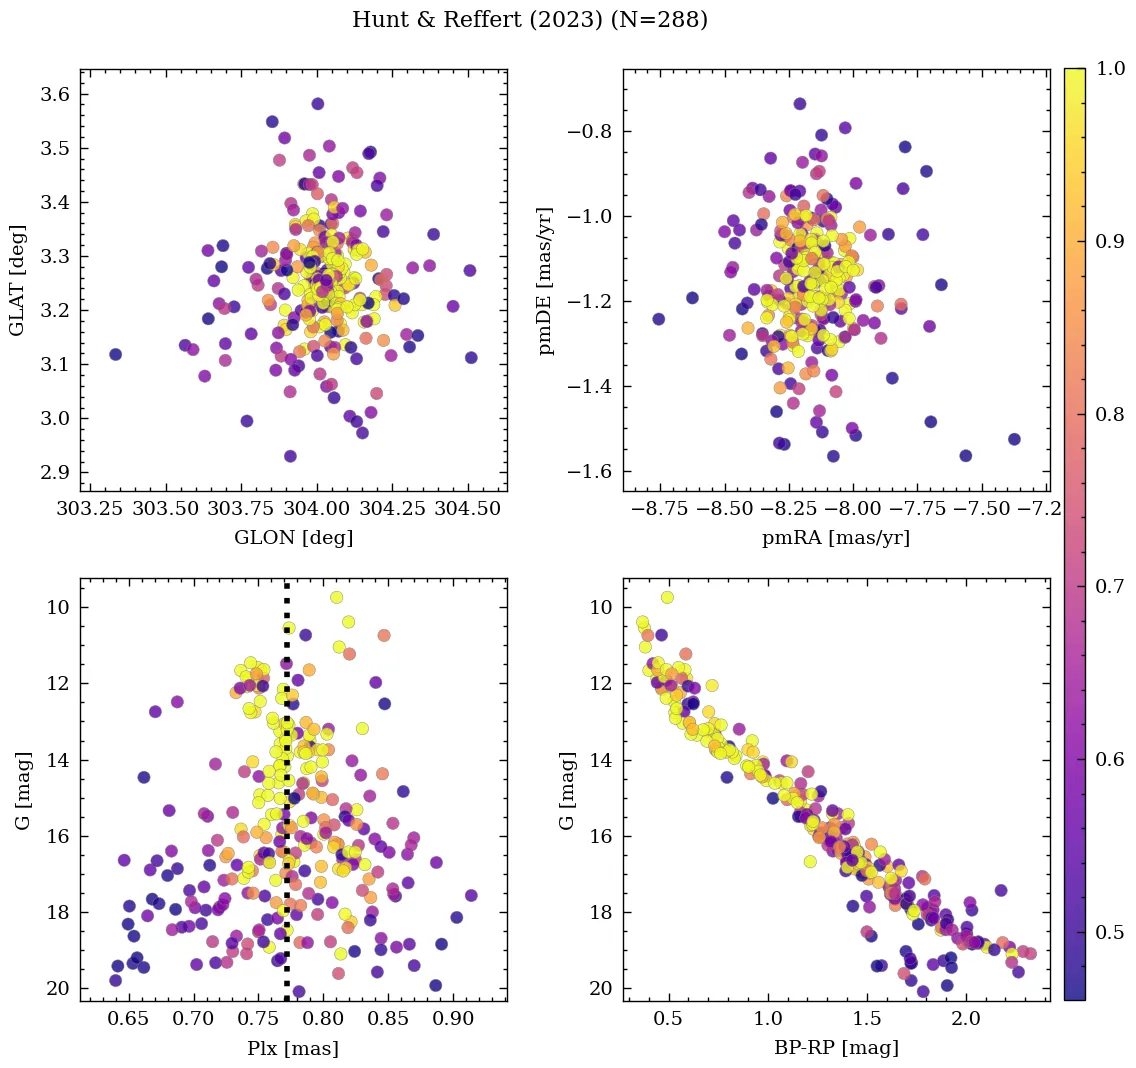 Hunt & Reffert (2023) (N=288)
3.6
3.5
3.4
3.3
3.2
3.1
3.0
2.9
GLAT [deg]
303.25 303.50 303.75 304.00 304.25 304.50
GLON [deg]
−0.8
−1.0
−1.2
−1.4
−1.6
pmDE [mas/yr]
−8.75 −8.50 −8.25 −8.00 −7.75 −7.50 −7.2
pmRA [mas/yr]
10
12
14
16
18
20
G [mag]
0.65 0.70 0.75 0.80 0.85 0.90
Plx [mas]
10
12
14
16
18
20
G [mag]
0.5 1.0 1.5 2.0
BP-RP [mag]
1.0
0.9
0.8
0.7
0.6
0.5